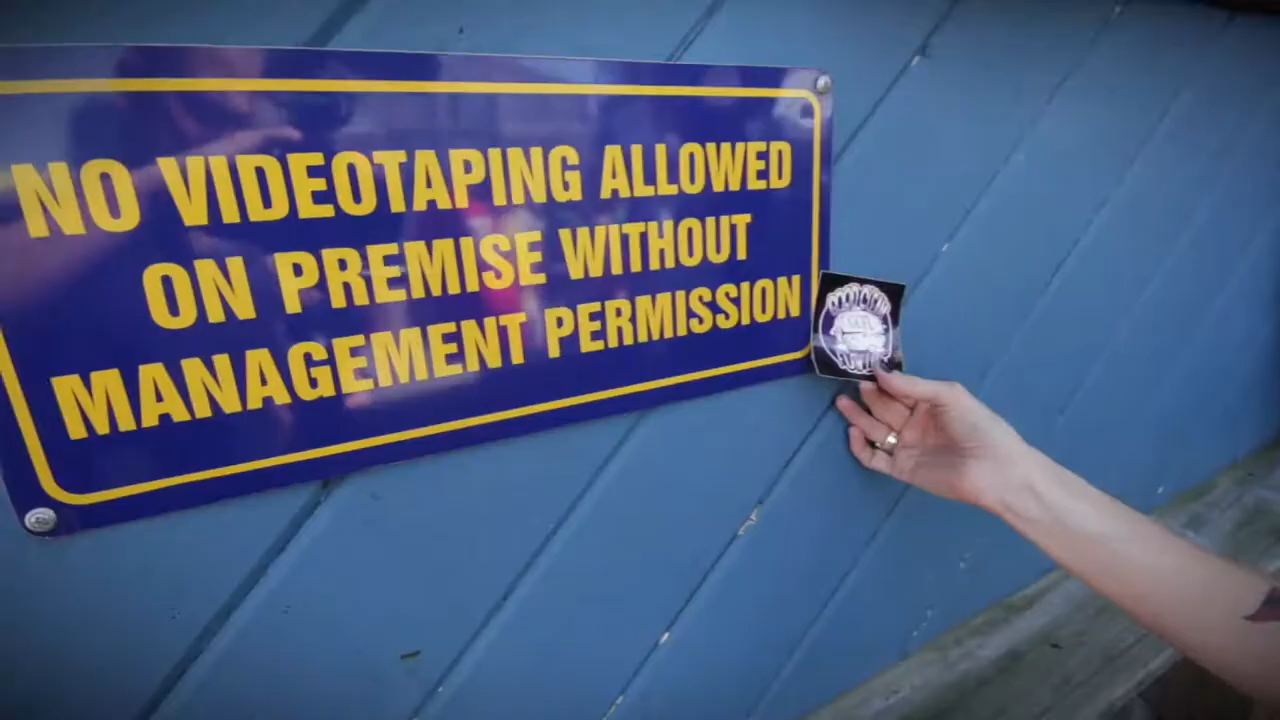 NO VIDEOTAPING ALLOWED
ON PREMISE WITHOUT
MANAGEMENT PERMISSION